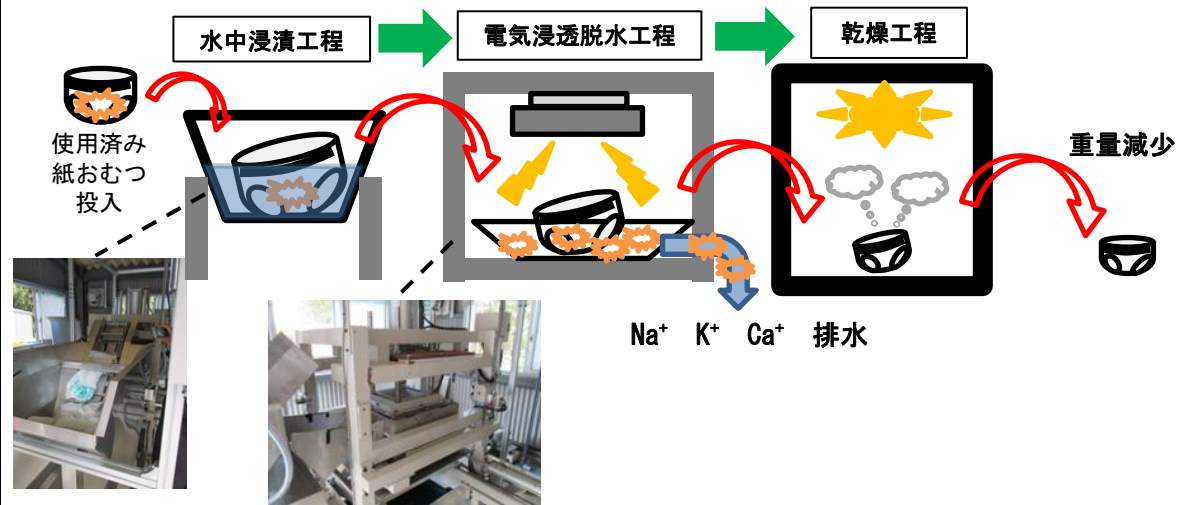 水中浸漬工程
電気浸透脱水工程
乾燥工程
使用済み
紙おむつ
投入
重量減少
Na⁺ K⁺ Ca⁺ 排水